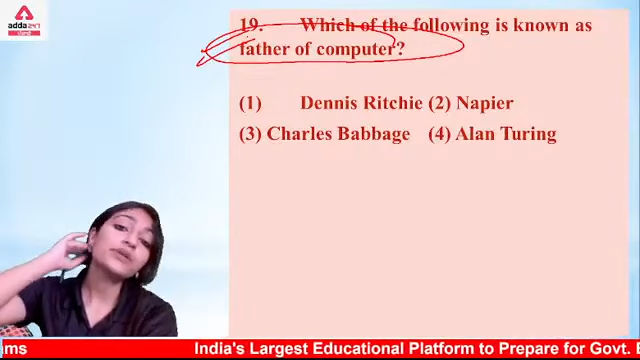 19. Which of the following is known as
father of computer?
(1) Dennis Ritchie (2) Napier
(3) Charles Babbage (4) Alan Turing
adda247
ਪੰਜਾਬੀ
ms India's Largest Educational Platform to Prepare for Govt. E